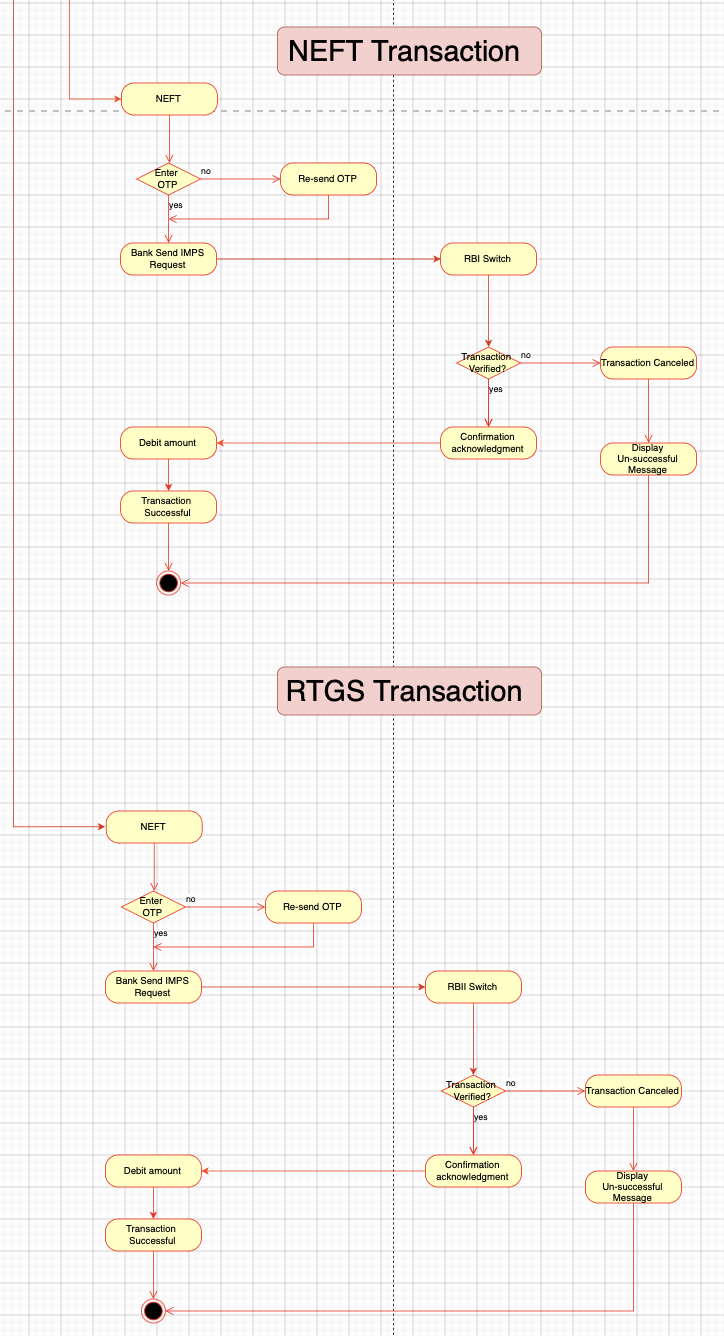 NEFT Transaction
NEFT
Enter
OTP
no
Re-send OTP
yes
Bank Send IMPS
Request
RBI Switch
Transaction
Verified?
no
Transaction Canceled
yes
Debit amount
Confirmation
acknowledgment
Display
Un-successful
Message
Transaction
Successful
RTGS Transaction
NEFT
Enter
OTP
no
Re-send OTP
yes
Bank Send IMPS
Request
RBII Switch
Transaction
Verified?
no
Transaction Canceled
yes
Debit amount
Confirmation
acknowledgment
Display
Un-successful
Message
Transaction
Successful